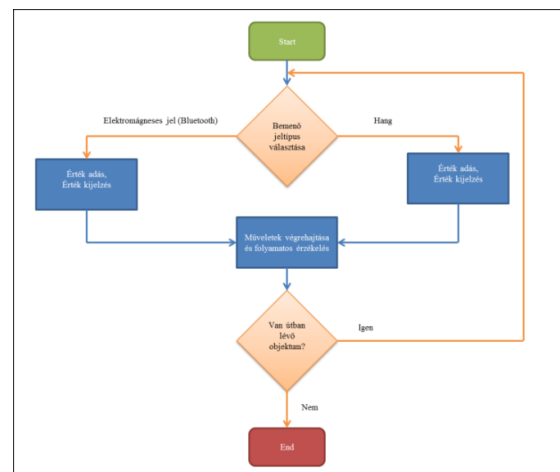 Start
Elektromágneses jel (Bluetooth)
Bemenő
jeltípus
választása
Hang
Érték adás,
Érték kijelzés
Érték adás,
Érték kijelzés
Műveletek végrehajtása
és folyamatos érzékelés
Van útban
lévő
objektum?
Igen
Nem
End